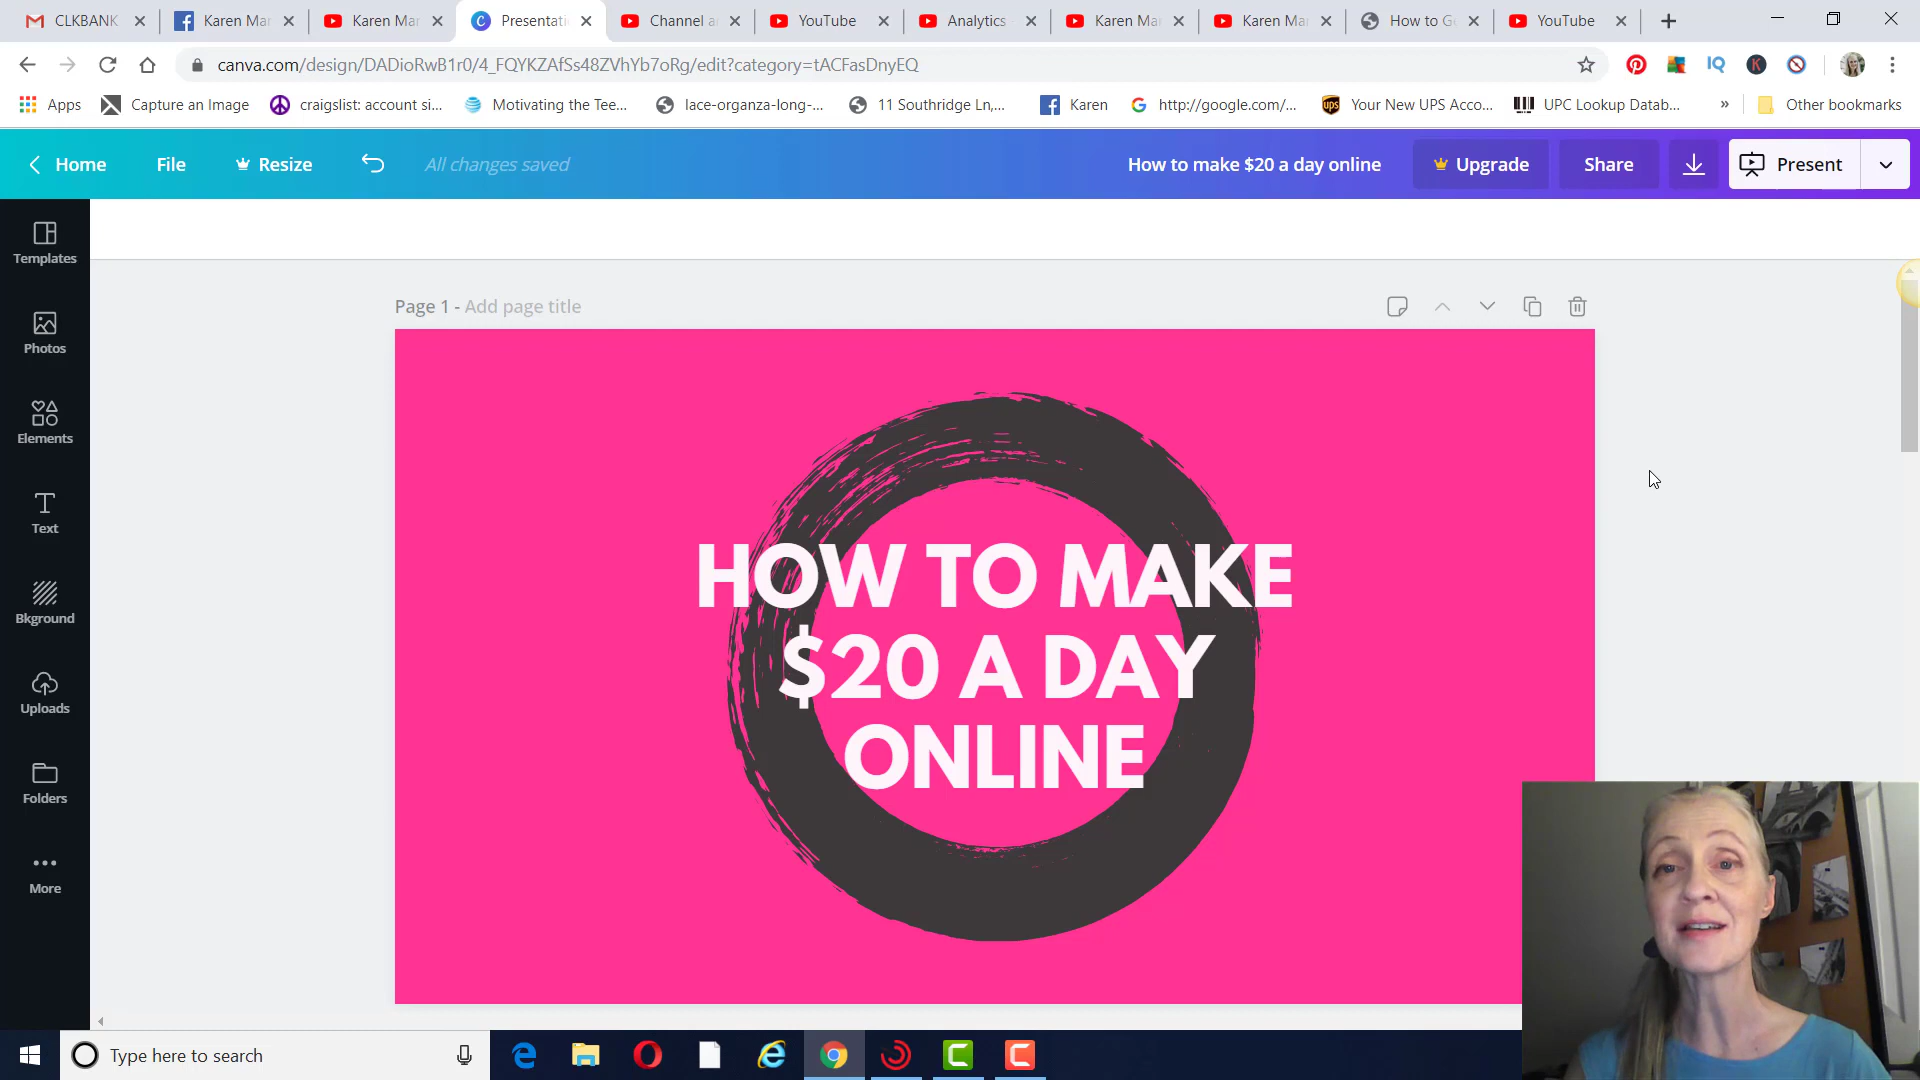 CLKBANK
Karen Mar
Karen Mar
Presentati
Channel a
YouTube
Analytics
Karen Mar
Karen Mar
How to Ge
YouTube
canva.com/design/DADioRwB1r0/4_FQYKZAfSs48ZVhYb7oRg/edit?category=tACFasDnyEQ
Apps
Capture an Image
craigslist: account si...
Motivating the Tee...
lace-organza-long-...
11 Southridge Ln,...
Karen
http://google.com/...
Your New UPS Acco...
UPC Lookup Datab...
»
Other bookmarks
Home
File
Resize
All changes saved
How to make $20 a day online
Upgrade
Share
Present
Templates
Photos
Elements
Text
Bkground
Uploads
Folders
More
Page 1 - Add page title
HOW TO MAKE
$20 A DAY
ONLINE
Type here to search